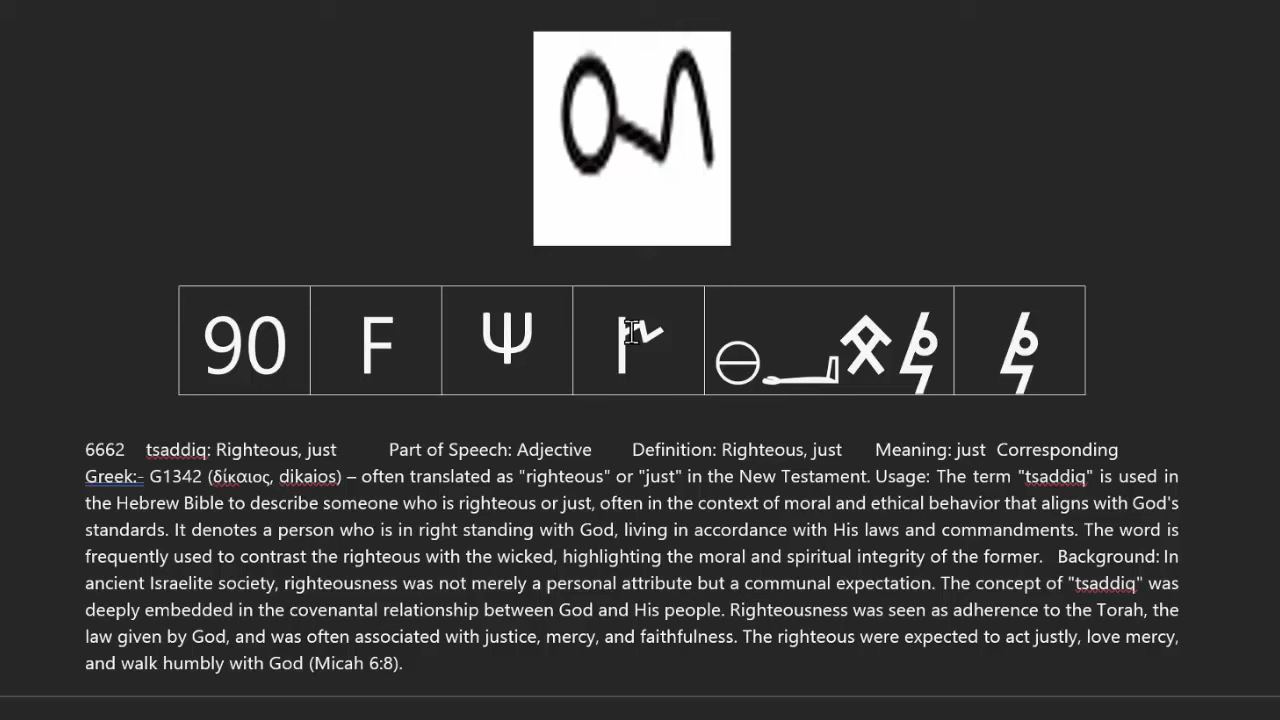 90 F Ψ
6662 tsaddiq: Righteous, just Part of Speech: Adjective Definition: Righteous, just Meaning: just Corresponding
Greek:- G1342 (δίκαιος, dikaios) – often translated as "righteous" or "just" in the New Testament. Usage: The term "tsaddiq" is used in
the Hebrew Bible to describe someone who is righteous or just, often in the context of moral and ethical behavior that aligns with God's
standards. It denotes a person who is in right standing with God, living in accordance with His laws and commandments. The word is
frequently used to contrast the righteous with the wicked, highlighting the moral and spiritual integrity of the former. Background: In
ancient Israelite society, righteousness was not merely a personal attribute but a communal expectation. The concept of "tsaddiq" was
deeply embedded in the covenantal relationship between God and His people. Righteousness was seen as adherence to the Torah, the
law given by God, and was often associated with justice, mercy, and faithfulness. The righteous were expected to act justly, love mercy,
and walk humbly with God (Micah 6:8).